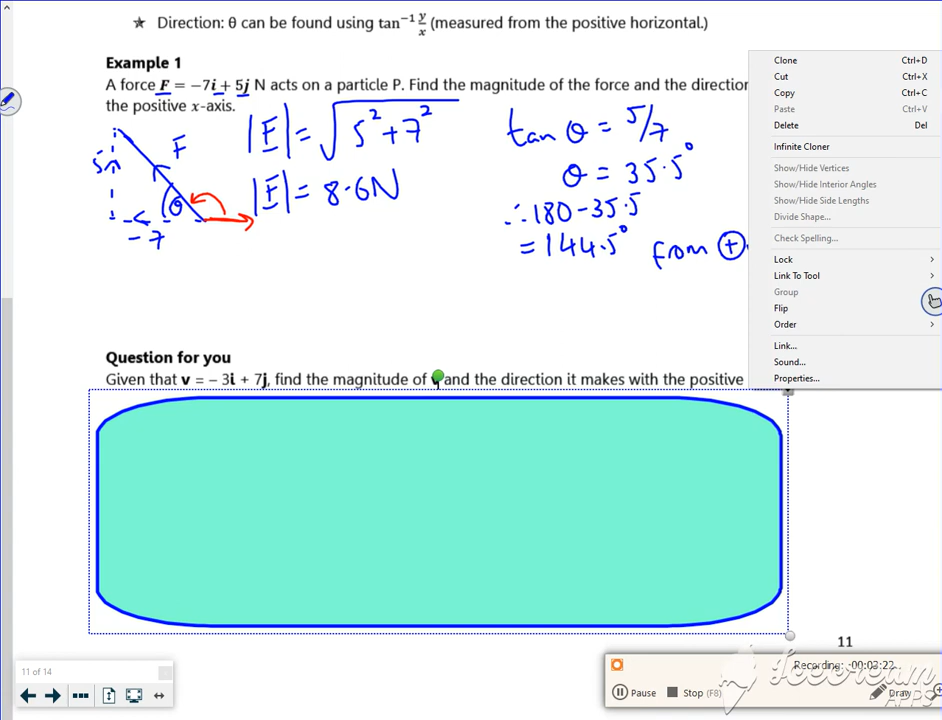 ★ Direction: θ can be found using tan⁻¹ y/x (measured from the positive horizontal.)
Example 1
A force F = −7i + 5j N acts on a particle P. Find the magnitude of the force and the direction
the positive x-axis.
|F| = √5² + 7²
tan θ = 5/7
5
F
θ = 35.5°
|F| = 8.6N
θ
∴ 180 − 35.5
−7
= 144.5° from +
Question for you
Given that v = − 3i + 7j, find the magnitude of v and the direction it makes with the positive
Clone Ctrl+D
Cut Ctrl+X
Copy Ctrl+C
Paste Ctrl+V
Delete Del
Infinite Cloner
Show/Hide Vertices
Show/Hide Interior Angles
Show/Hide Side Lengths
Divide Shape...
Check Spelling...
Lock
Link To Tool
Group
Flip
Order
Link...
Sound...
Properties...
11
11 of 14
Recording: -00:03:22
Pause Stop (F8) Draw
Icecream
APPS